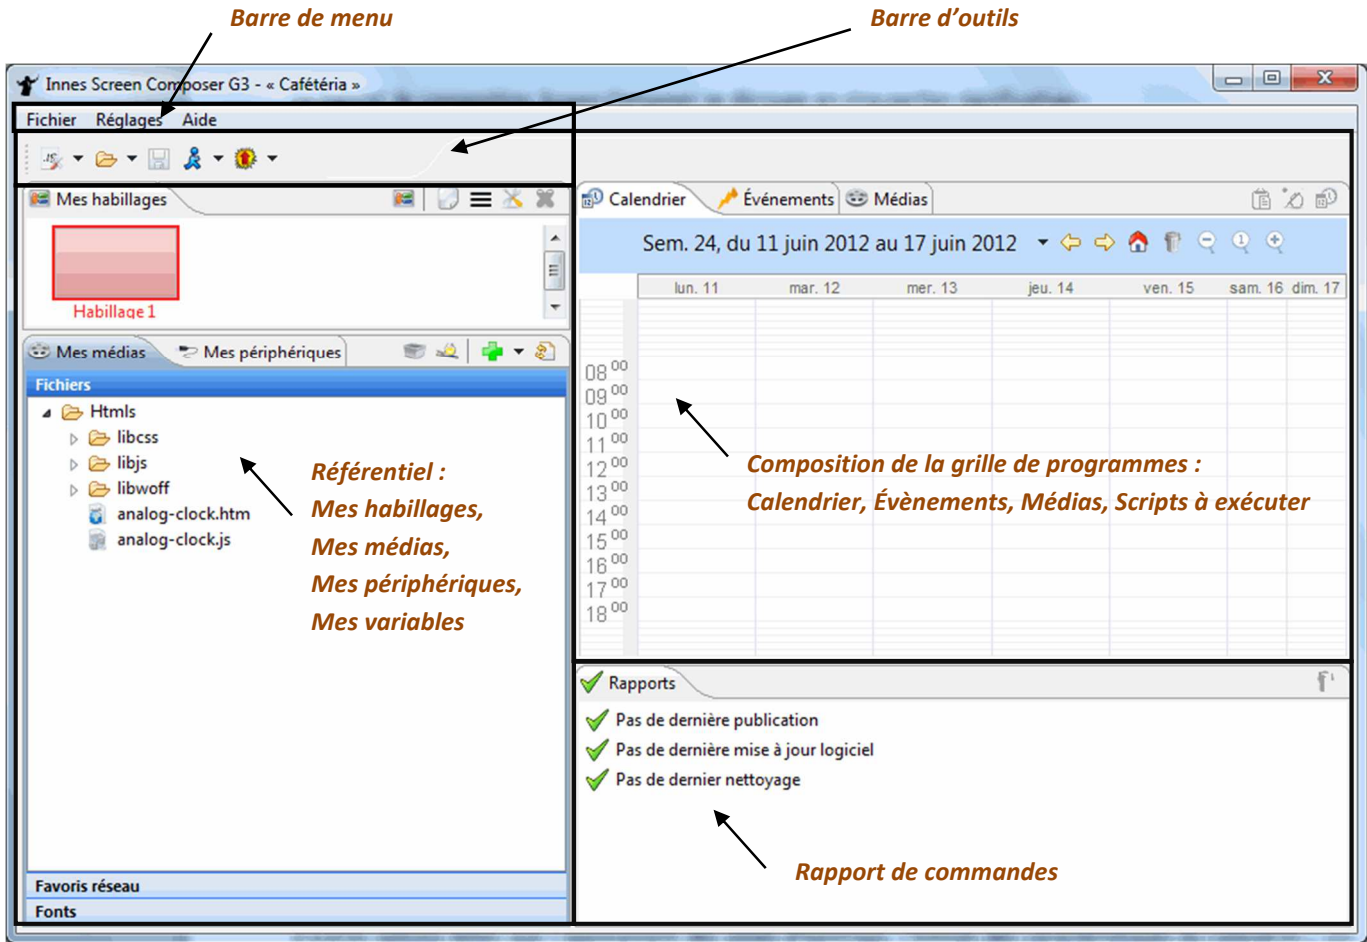 Barre de menu
Barre d’outils
Innes Screen Composer G3 - « Cafétéria »
Fichier Réglages Aide
Mes habillages
Habillage 1
Mes médias Mes périphériques
Fichiers
Htmls
libcss
libjs
libwoff
analog-clock.htm
analog-clock.js
Référentiel :
Mes habillages,
Mes médias,
Mes périphériques,
Mes variables
Favoris réseau
Fonts
Calendrier Événements Médias
Sem. 24, du 11 juin 2012 au 17 juin 2012
lun. 11 mar. 12 mer. 13 jeu. 14 ven. 15 sam. 16 dim. 17
08 00
09 00
10 00
11 00
12 00
13 00
14 00
15 00
16 00
17 00
18 00
Composition de la grille de programmes :
Calendrier, Évènements, Médias, Scripts à exécuter
Rapports
Pas de dernière publication
Pas de dernière mise à jour logiciel
Pas de dernier nettoyage
Rapport de commandes